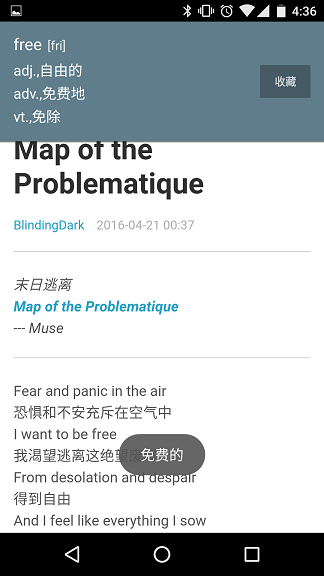 4:36
free [fri]
adj.,自由的
adv.,免费地
vt.,免除
收藏
Map of the
Problematique
BlindingDark 2016-04-21 00:37
末日逃离
Map of the Problematique
--- Muse
Fear and panic in the air
恐惧和不安充斥在空气中
I want to be free
我渴望逃离这绝望
免费的
From desolation and despair
得到自由
And I feel like everything I sow